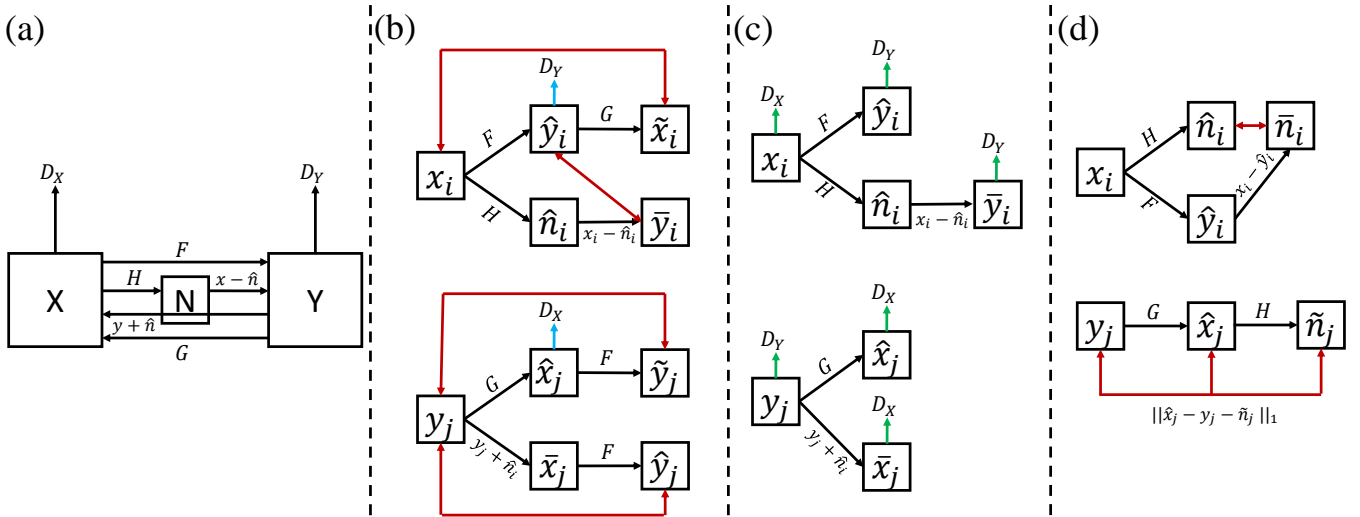 (a)
D_X
D_Y
F
X
H
N
x − n̂
Y
y + n̂
G
(b)
D_Y
F
ŷ_i
G
x̃_i
x_i
H
n̂_i
x_i − n̂_i
ȳ_i
D_X
G
x̂_j
F
ỹ_j
y_j
y_j + n̂_i
x̄_j
F
ŷ_j
(c)
D_Y
D_X
F
ŷ_i
x_i
D_Y
H
n̂_i
x_i − n̂_i
ȳ_i
D_X
D_Y
G
x̂_j
y_j
D_X
y_j + n̂_i
x̄_j
(d)
H
n̂_i
n̄_i
x_i
x_i − ŷ_i
F
ŷ_i
y_j
G
x̂_j
H
ñ_j
||x̂_j − y_j − ñ_j||_1